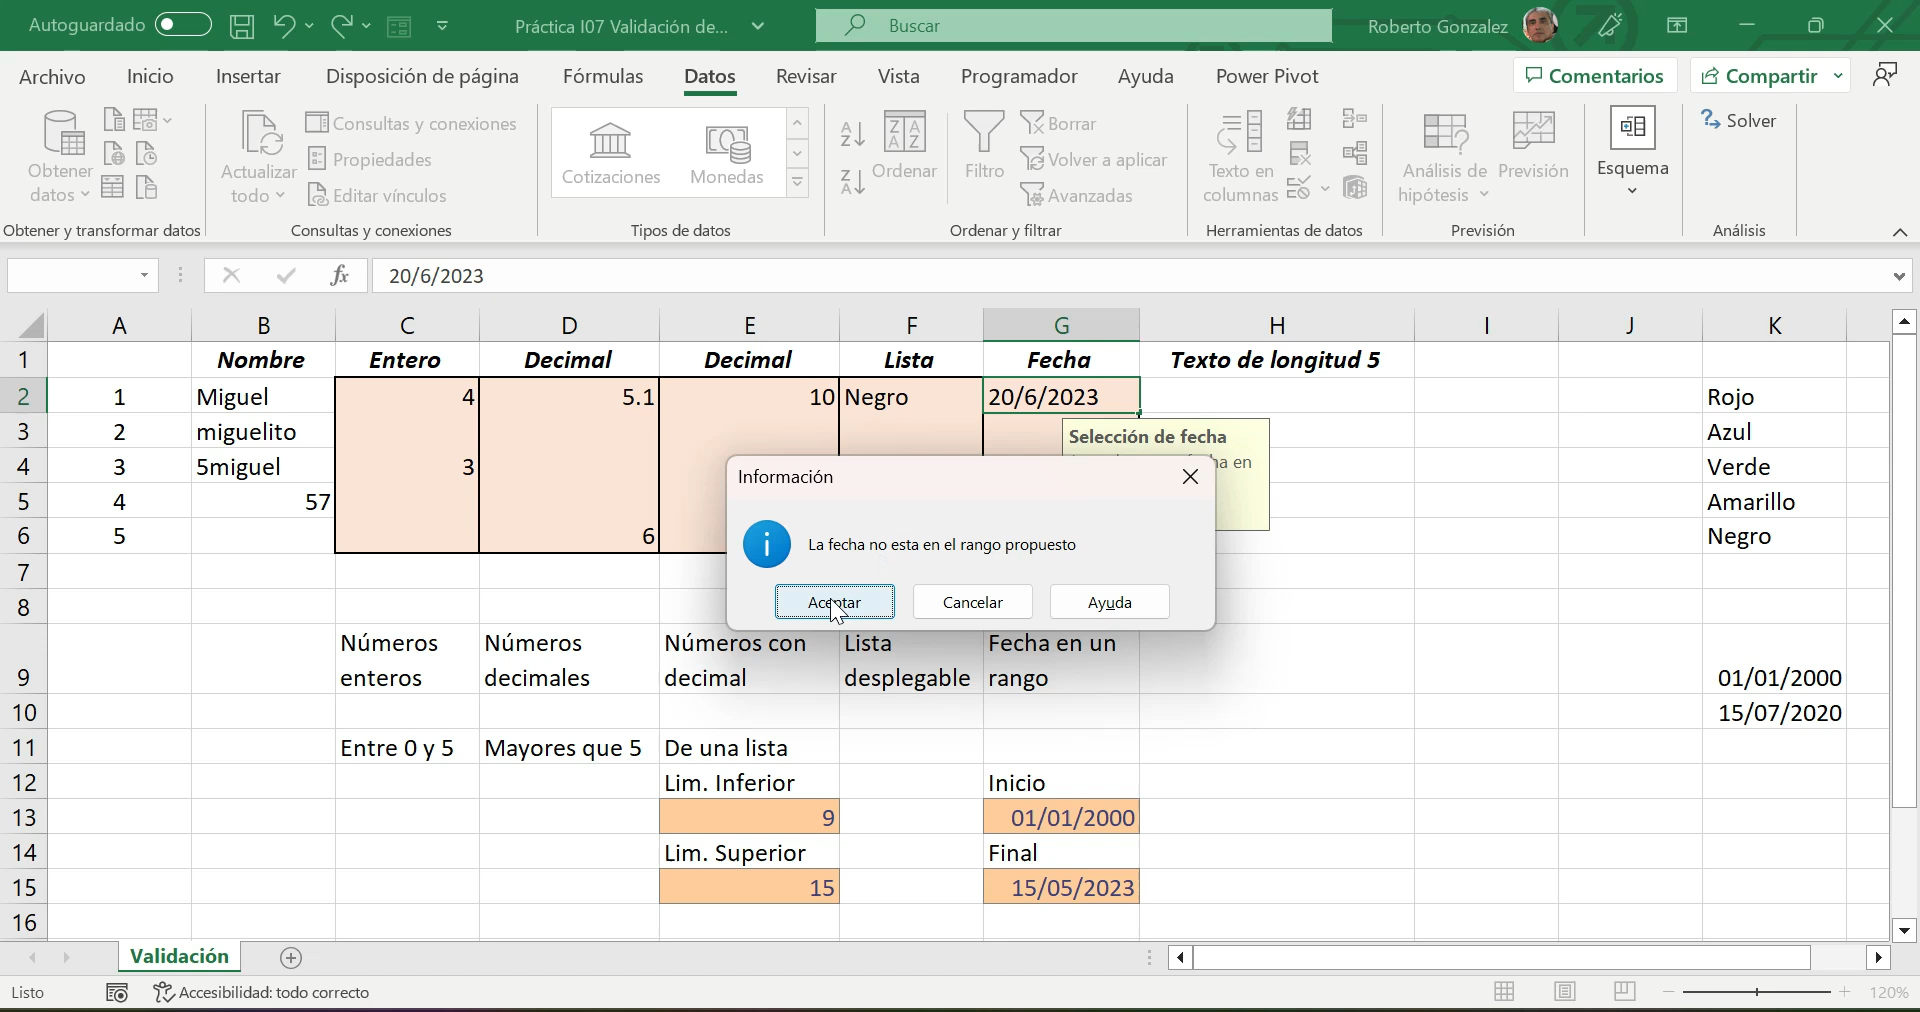 Autoguardado
Práctica I07 Validación de...
Buscar
Roberto Gonzalez
Archivo Inicio Insertar Disposición de página Fórmulas Datos Revisar Vista Programador Ayuda Power Pivot
Comentarios
Compartir
Obtener datos
Obtener y transformar datos
Actualizar todo
Consultas y conexiones
Propiedades
Editar vínculos
Consultas y conexiones
Cotizaciones
Monedas
Tipos de datos
Ordenar
Filtro
Borrar
Volver a aplicar
Avanzadas
Ordenar y filtrar
Texto en columnas
Herramientas de datos
Análisis de hipótesis
Previsión
Previsión
Esquema
Solver
Análisis
fx 20/6/2023
A B C D E F G H I J K
1 Nombre Entero Decimal Decimal Lista Fecha Texto de longitud 5
2 1 Miguel 4 5.1 10 Negro 20/6/2023 Rojo
3 2 miguelito Azul
4 3 5miguel 3 Verde
5 4 57 Amarillo
6 5 6 Negro
Selección de fecha
ha en
Información
La fecha no esta en el rango propuesto
Aceptar Cancelar Ayuda
7
8
Números Números Números con Lista Fecha en un
9 enteros decimales decimal desplegable rango 01/01/2000
10 15/07/2020
11 Entre 0 y 5 Mayores que 5 De una lista
12 Lim. Inferior Inicio
13 9 01/01/2000
14 Lim. Superior Final
15 15 15/05/2023
16
Validación
Listo
Accesibilidad: todo correcto
120%